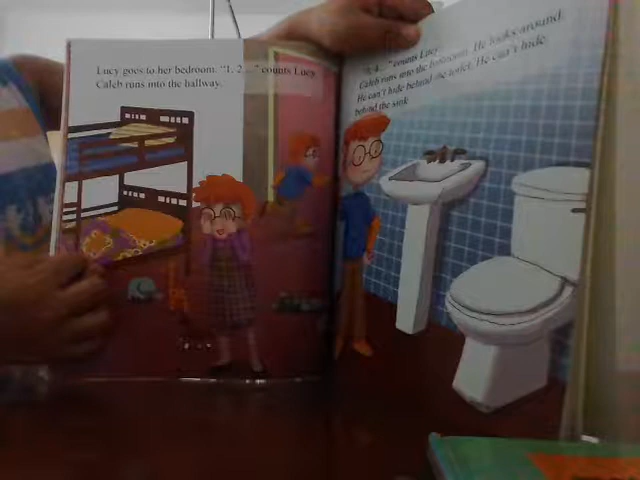 Lucy goes to her bedroom. "1, 2 ..." counts Lucy.
Caleb runs into the hallway.
"3, 4 ..." counts Lucy.
Caleb runs into the bathroom. He looks around.
He can't hide behind the toilet. He can't hide
behind the sink.